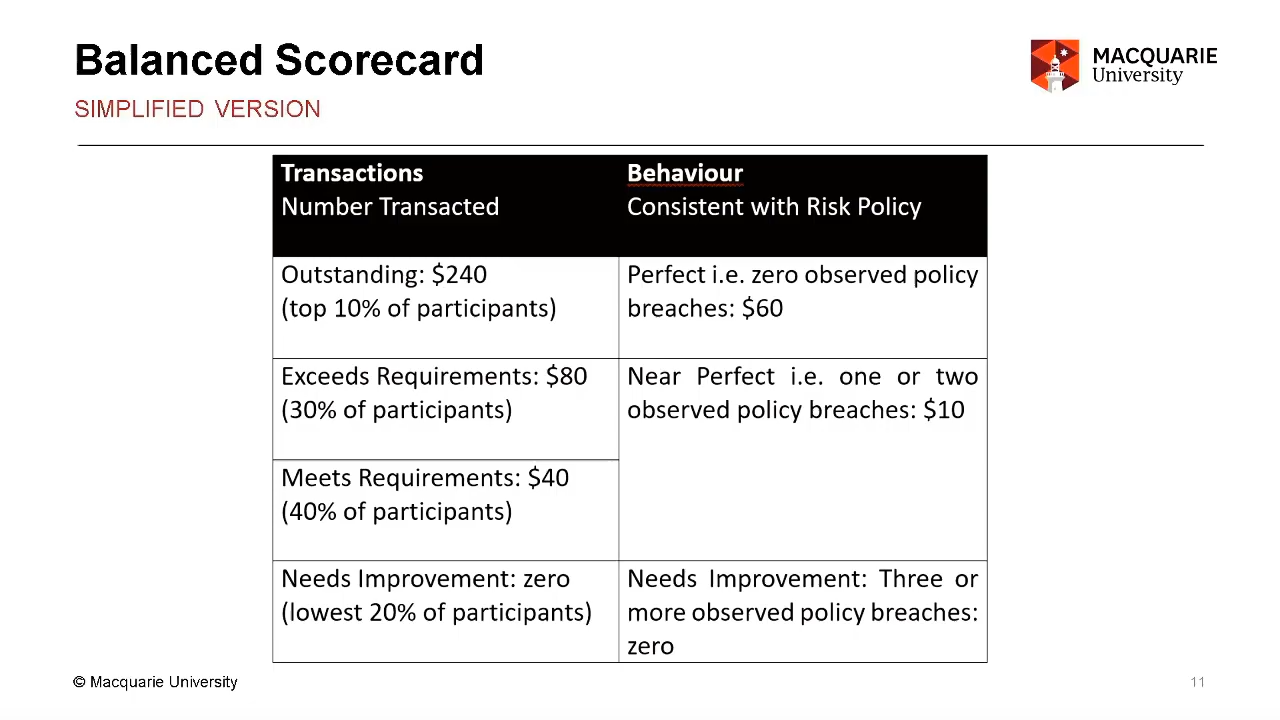 Balanced Scorecard
SIMPLIFIED VERSION
MACQUARIE
University
Transactions
Number Transacted
Behaviour
Consistent with Risk Policy
Outstanding: $240
(top 10% of participants)
Perfect i.e. zero observed policy
breaches: $60
Exceeds Requirements: $80
(30% of participants)
Near Perfect i.e. one or two
observed policy breaches: $10
Meets Requirements: $40
(40% of participants)
Needs Improvement: zero
(lowest 20% of participants)
Needs Improvement: Three or
more observed policy breaches:
zero
© Macquarie University
11